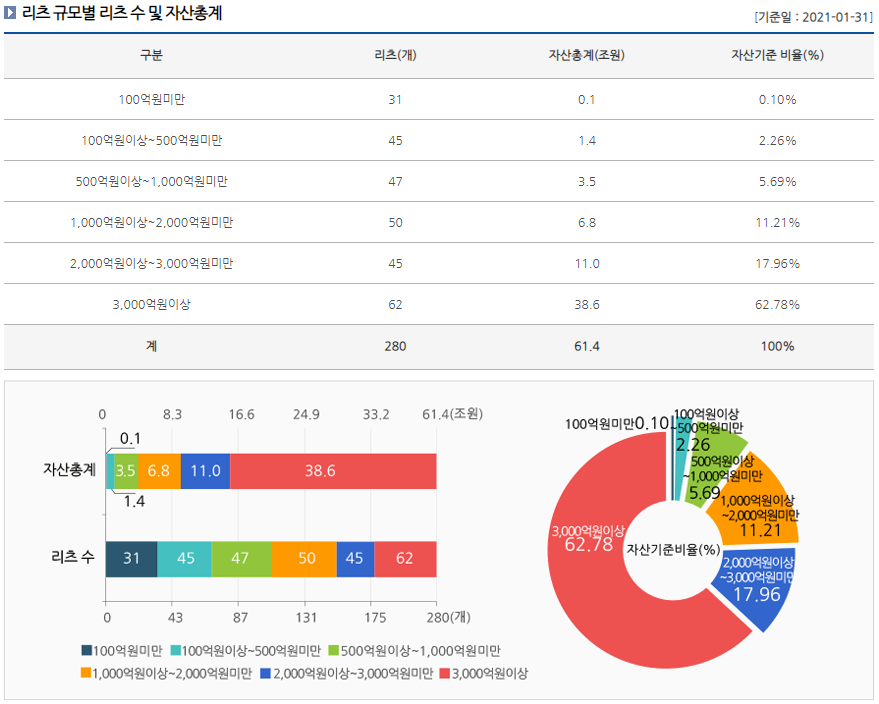 리츠 규모별 리츠 수 및 자산총계
[기준일 : 2021-01-31]
구분 리츠(개) 자산총계(조원) 자산기준 비율(%)
100억원미만 31 0.1 0.10%
100억원이상~500억원미만 45 1.4 2.26%
500억원이상~1,000억원미만 47 3.5 5.69%
1,000억원이상~2,000억원미만 50 6.8 11.21%
2,000억원이상~3,000억원미만 45 11.0 17.96%
3,000억원이상 62 38.6 62.78%
계 280 61.4 100%
0 8.3 16.6 24.9 33.2 61.4(조원)
0.1
자산총계 3.5 6.8 11.0 38.6
1.4
리츠 수 31 45 47 50 45 62
0 43 87 131 175 280(개)
100억원미만 100억원이상~500억원미만 500억원이상~1,000억원미만
1,000억원이상~2,000억원미만 2,000억원이상~3,000억원미만 3,000억원이상
100억원미만0.10
100억원이상
~500억원미만
2.26
500억원이상
~1,000억원미만
5.69
1,000억원이상
~2,000억원미만
11.21
2,000억원이상
~3,000억원미만
17.96
3,000억원이상
62.78
자산기준비율(%)